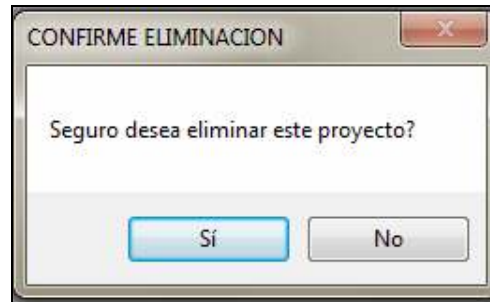 CONFIRME ELIMINACION
Seguro desea eliminar este proyecto?
Sí
No